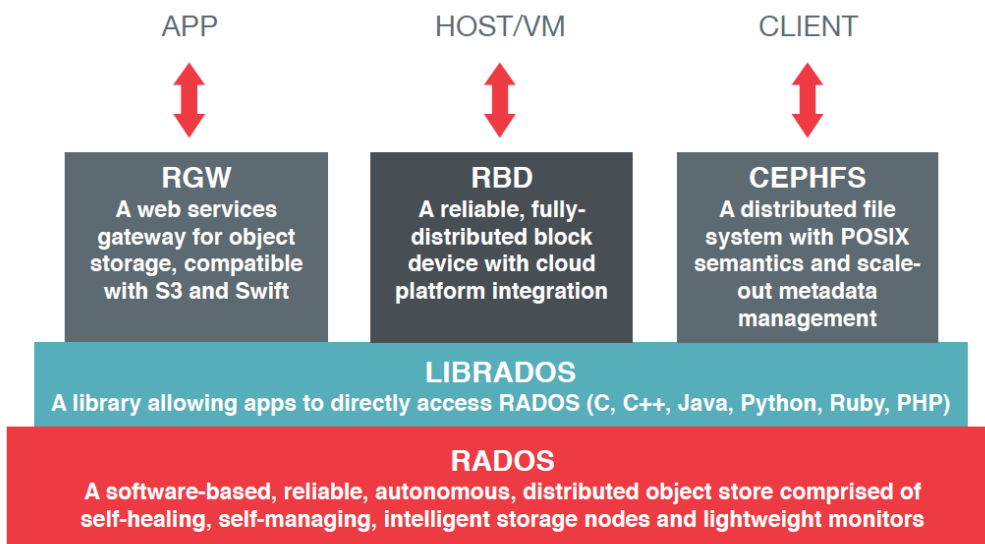 APP
HOST/VM
CLIENT
RGW
A web services
gateway for object
storage, compatible
with S3 and Swift
RBD
A reliable, fully-
distributed block
device with cloud
platform integration
CEPHFS
A distributed file
system with POSIX
semantics and scale-
out metadata
management
LIBRADOS
A library allowing apps to directly access RADOS (C, C++, Java, Python, Ruby, PHP)
RADOS
A software-based, reliable, autonomous, distributed object store comprised of
self-healing, self-managing, intelligent storage nodes and lightweight monitors